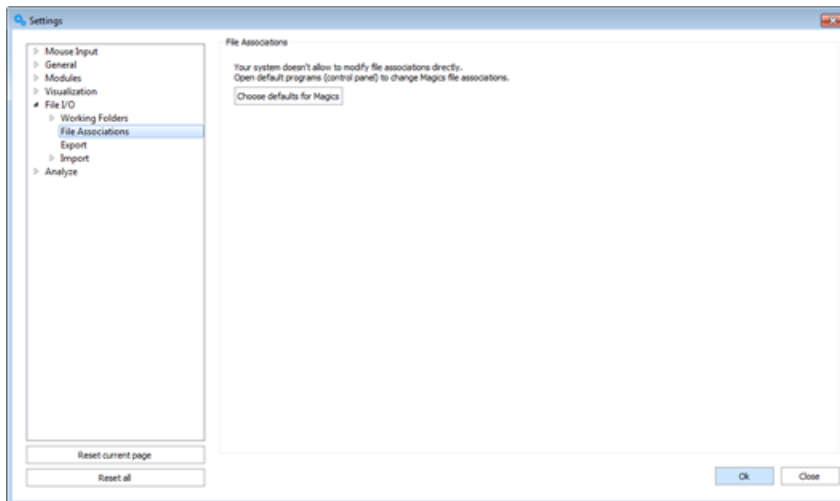 Settings
Mouse Input
General
Modules
Visualization
File I/O
Working Folders
File Associations
Export
Import
Analyze
Reset current page
Reset all
File Associations
Your system doesn't allow to modify file associations directly.
Open default programs (control panel) to change Magics file associations.
Choose defaults for Magics
Ok
Close